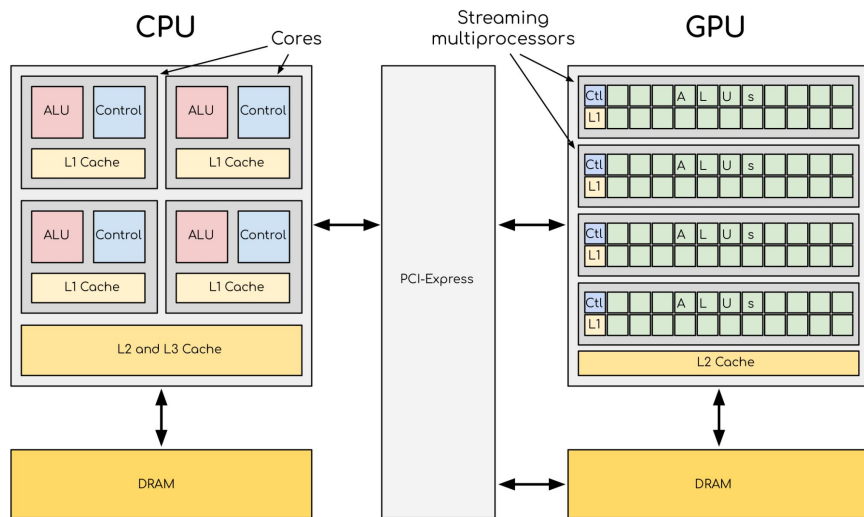 CPU
Cores
Streaming
multiprocessors
GPU
ALU
Control
ALU
Control
L1 Cache
L1 Cache
ALU
Control
ALU
Control
L1 Cache
L1 Cache
L2 and L3 Cache
DRAM
PCI-Express
Ctl A L U s
L1
Ctl A L U s
L1
Ctl A L U s
L1
Ctl A L U s
L1
L2 Cache
DRAM